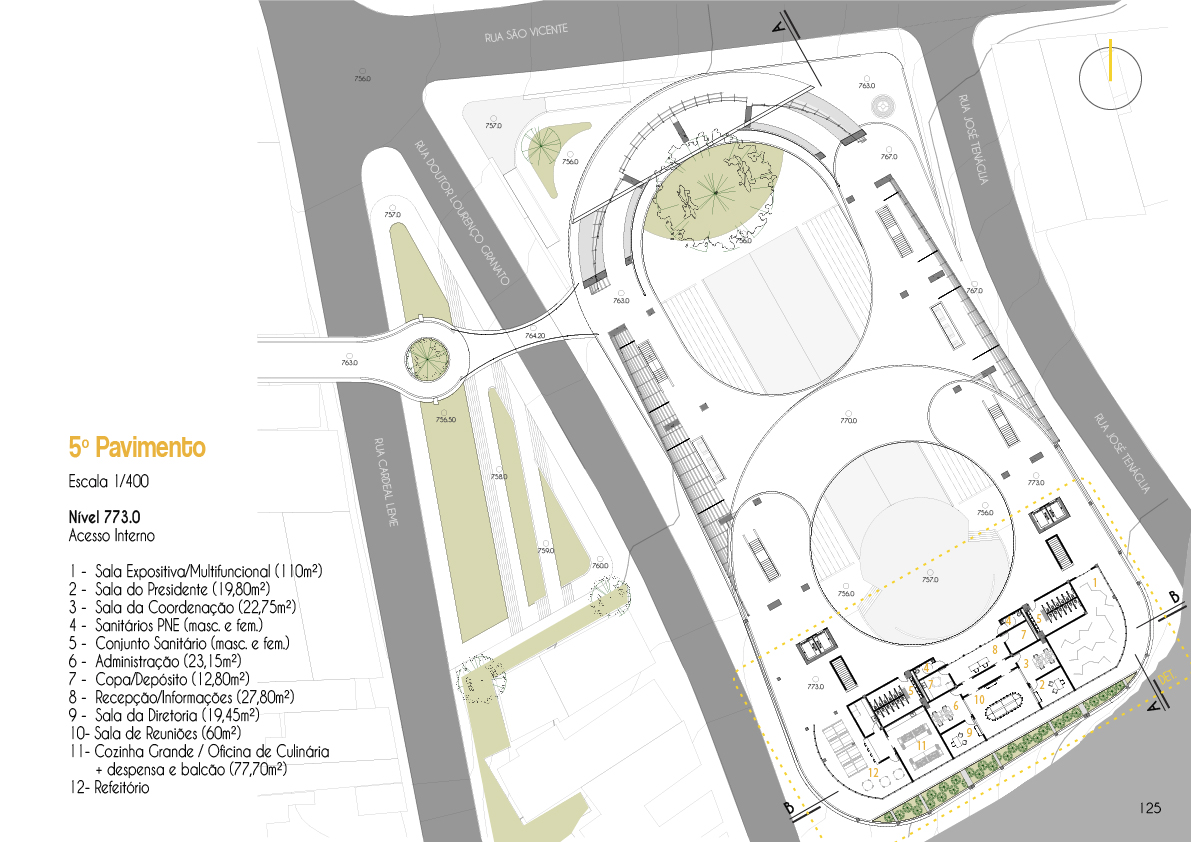 RUA SÃO VICENTE
A
756.0
763.0
757.0
RUA JOSÉ TENÁGLIA
RUA DOUTOR LOURENÇO GRANATO
756.0
767.0
757.0
756.0
767.0
763.0
764.20
763.0
756.50
770.0
RUA JOSÉ TENÁGLIA
5º Pavimento
Escala 1/400
Nível 773.0
Acesso Interno
1 - Sala Expositiva/Multifuncional (110m²)
2 - Sala do Presidente (19,80m²)
3 - Sala da Coordenação (22,75m²)
4 - Sanitários PNE (masc. e fem.)
5 - Conjunto Sanitário (masc. e fem.)
6 - Administração (23,15m²)
7 - Copa/Depósito (12,80m²)
8 - Recepção/Informações (27,80m²)
9 - Sala da Diretoria (19,45m²)
10- Sala de Reuniões (60m²)
11- Cozinha Grande / Oficina de Culinária
+ despensa e balcão (77,70m²)
12- Refeitório
RUA CARDEAL LEME
758.0
773.0
756.0
759.0
760.0
757.0
756.0
1
B
4
5
7
8
3
773.0
4
7
2
DET.
5
10
6
A
9
11
12
B
125